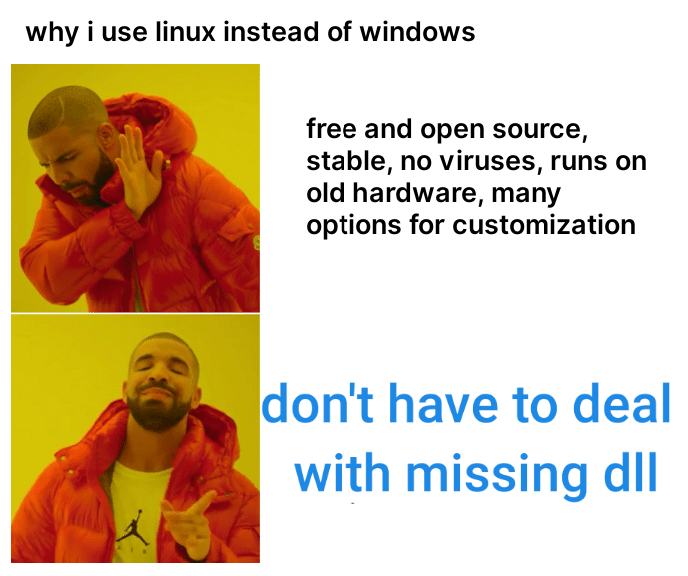 why i use linux instead of windows
free and open source,
stable, no viruses, runs on
old hardware, many
options for customization
don't have to deal
with missing dll